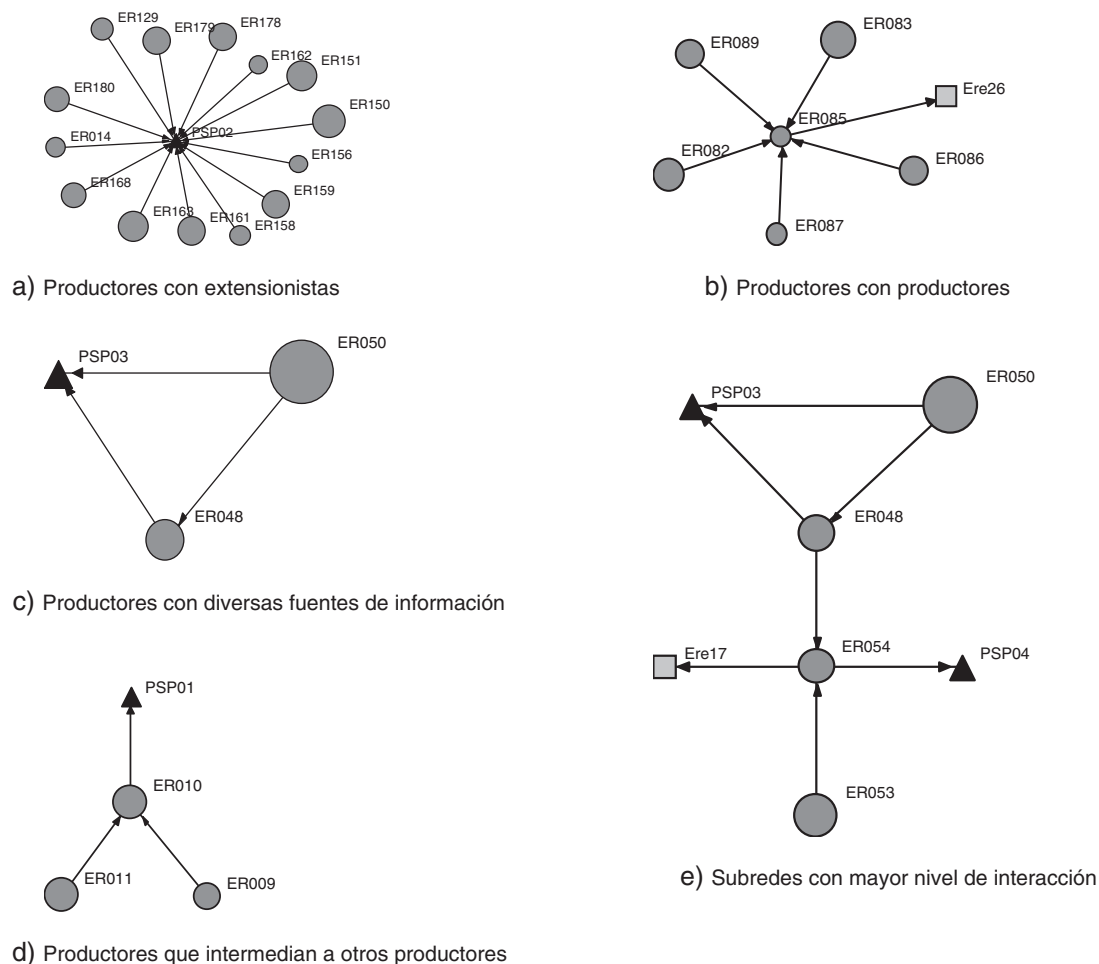 ER129
ER179
ER178
ER162
ER151
ER180
ER150
ER014
PSP02
ER156
ER168
ER159
ER163
ER161
ER158
a) Productores con extensionistas
ER089
ER083
Ere26
ER085
ER082
ER086
ER087
b) Productores con productores
PSP03
ER050
ER048
c) Productores con diversas fuentes de información
PSP01
ER010
ER011
ER009
d) Productores que intermedian a otros productores
PSP03
ER050
ER048
Ere17
ER054
PSP04
ER053
e) Subredes con mayor nivel de interacción